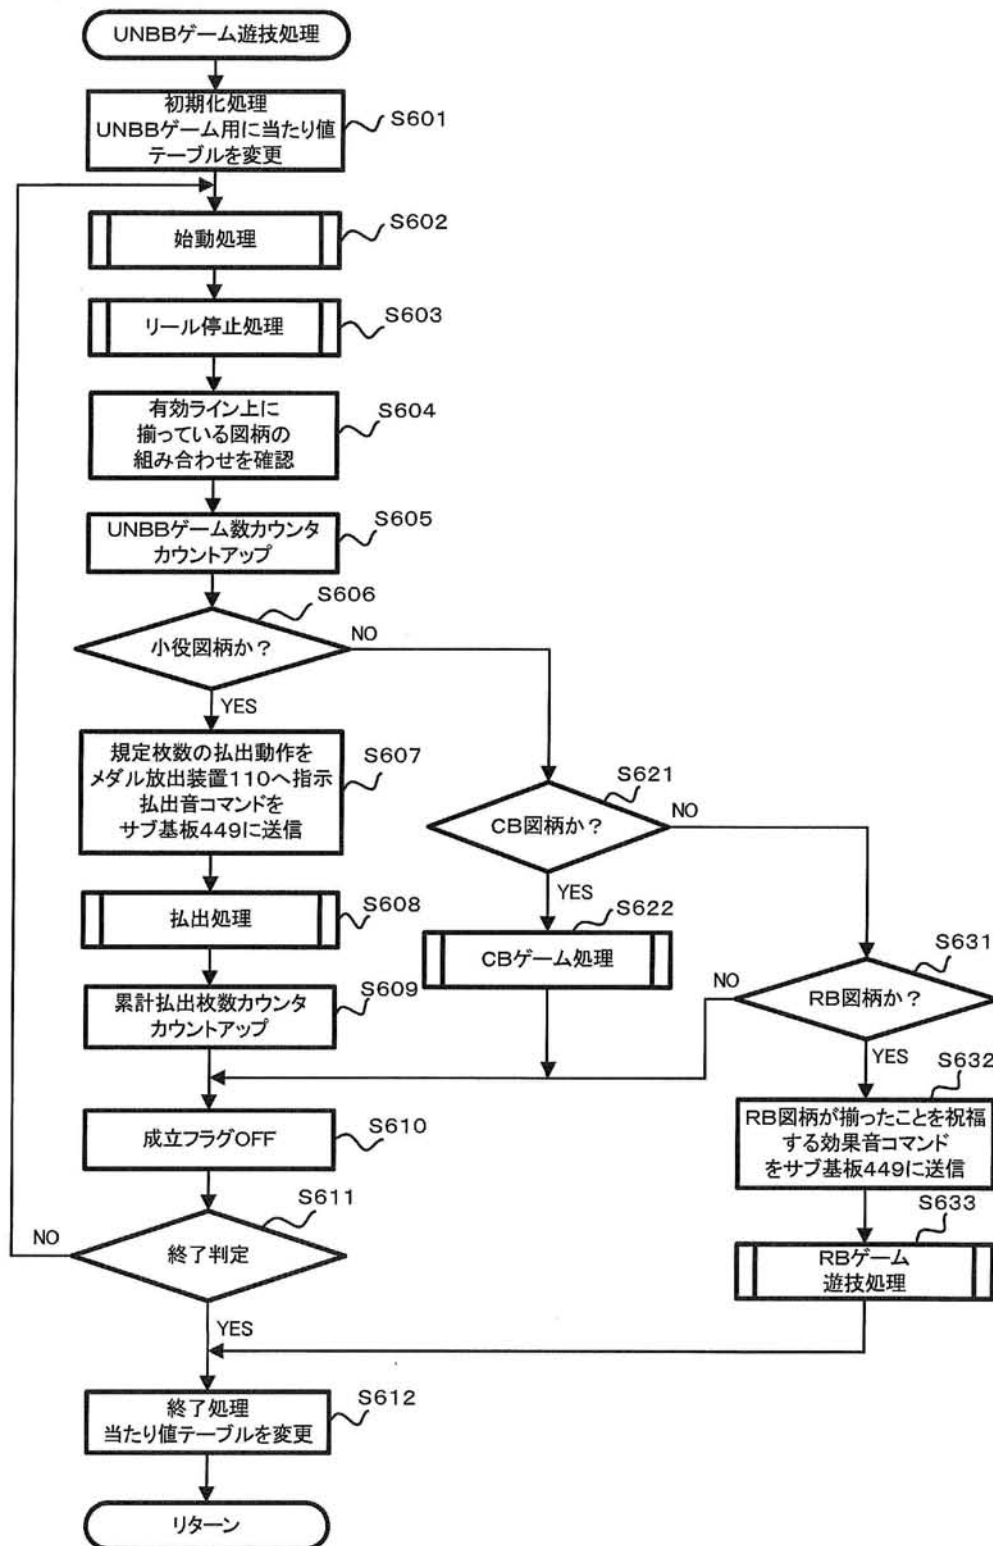 UNBBゲーム遊技処理
初期化処理
UNBBゲーム用に当たり値
テーブルを変更
S601
始動処理
S602
リール停止処理
S603
有効ライン上に
揃っている図柄の
組み合わせを確認
S604
UNBBゲーム数カウンタ
カウントアップ
S605
小役図柄か？
S606
NO
YES
規定枚数の払出動作を
メダル放出装置110へ指示
払出音コマンドを
サブ基板449に送信
S607
払出処理
S608
累計払出枚数カウンタ
カウントアップ
S609
CB図柄か？
S621
NO
YES
CBゲーム処理
S622
RB図柄か？
S631
NO
YES
RB図柄が揃ったことを祝福
する効果音コマンド
をサブ基板449に送信
S632
RBゲーム
遊技処理
S633
成立フラグOFF
S610
終了判定
S611
NO
YES
終了処理
当たり値テーブルを変更
S612
リターン